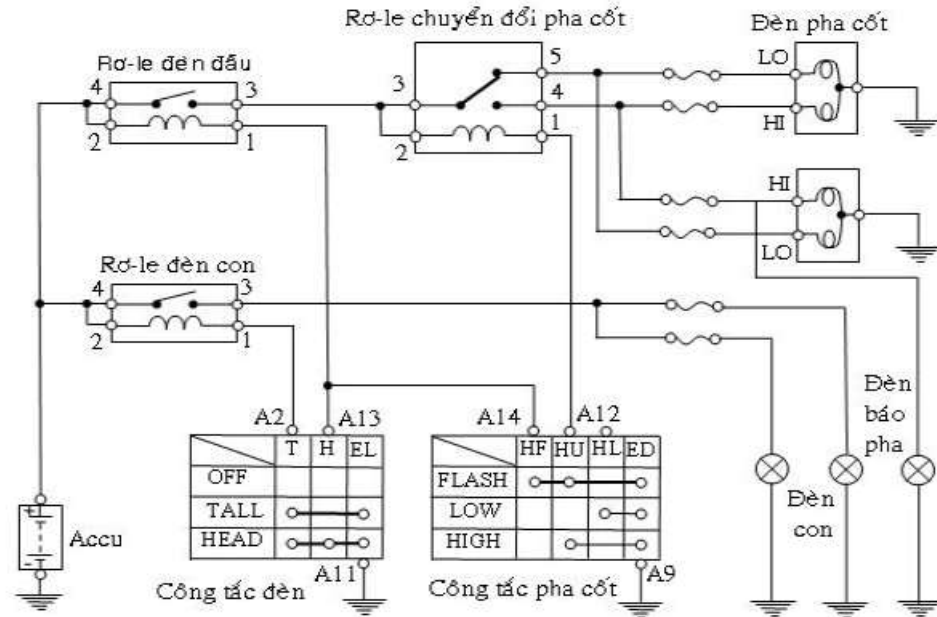 Rơ-le chuyển đổi pha cốt
Đèn pha cốt
Rơ-le đèn đầu
4
3
2
1
3
5
4
1
2
LO
HI
HI
LO
Rơ-le đèn con
4
3
2
1
A2
A13
T H EL
OFF
TALL
HEAD
A11
Công tắc đèn
A14
A12
HF HU HL ED
FLASH
LOW
HIGH
A9
Công tắc pha cốt
+
-
Accu
Đèn
báo
pha
Đèn
con